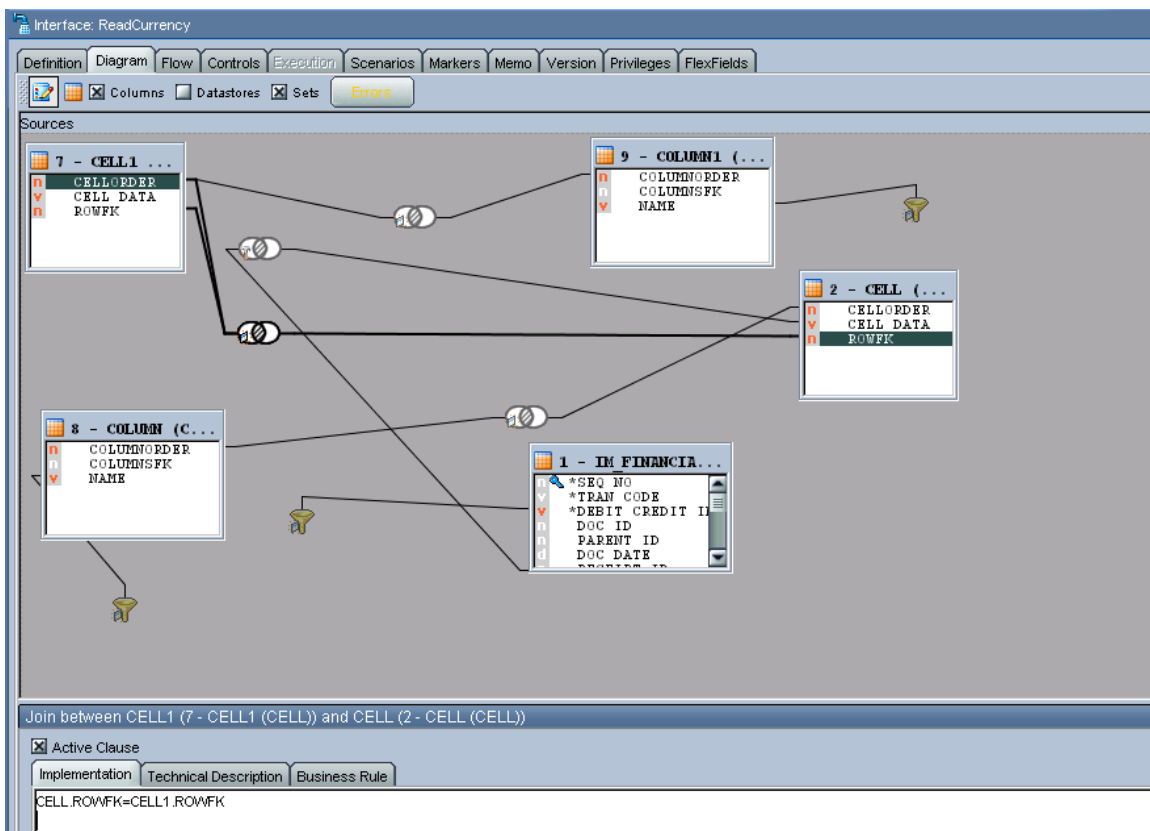 Interface: ReadCurrency
Definition Diagram Flow Controls Execution Scenarios Markers Memo Version Privileges FlexFields
Columns Datastores Sets Errors
Sources
7 - CELL1 ...
n CELLORDER
v CELL DATA
n ROWFK
9 - COLUMN1 (...
n COLUMNORDER
n COLUMNSFK
v NAME
2 - CELL (...
n CELLORDER
v CELL DATA
n ROWFK
8 - COLUMN (C...
n COLUMNORDER
n COLUMNSFK
v NAME
1 - IM_FINANCIA...
n *SEQ NO
v *TRAN CODE
v *DEBIT CREDIT I
n DOC ID
n PARENT ID
d DOC DATE
Join between CELL1 (7 - CELL1 (CELL)) and CELL (2 - CELL (CELL))
Active Clause
Implementation Technical Description Business Rule
CELL.ROWFK=CELL1.ROWFK